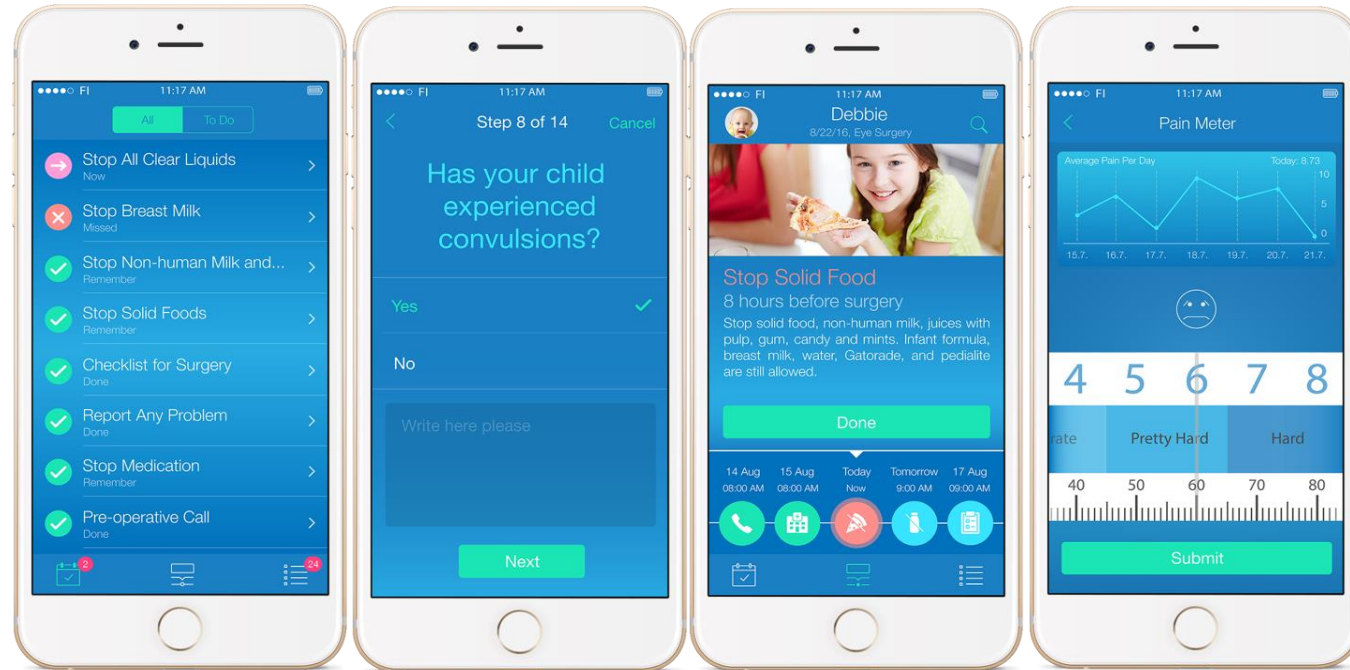 FI
11:17 AM
All
To Do
Stop All Clear Liquids
Now
Stop Breast Milk
Missed
Stop Non-human Milk and...
Remember
Stop Solid Foods
Remember
Checklist for Surgery
Done
Report Any Problem
Done
Stop Medication
Remember
Pre-operative Call
Done
2
24
FI
11:17 AM
Step 8 of 14
Cancel
Has your child
experienced
convulsions?
Yes
No
Write here please
Next
FI
11:17 AM
Debbie
8/22/16, Eye Surgery
Stop Solid Food
8 hours before surgery
Stop solid food, non-human milk, juices with
pulp, gum, candy and mints. Infant formula,
breast milk, water, Gatorade, and pedialite
are still allowed.
Done
14 Aug 15 Aug Today Tomorrow 17 Aug
08:00 AM 08:00 AM Now 9:00 AM 09:00 AM
FI
11:17 AM
Pain Meter
Average Pain Per Day
Today: 8.73
10
5
0
15.7. 16.7. 17.7. 18.7. 19.7. 20.7. 21.7.
4 5 6 7 8
rate Pretty Hard Hard
40 50 60 70 80
Submit